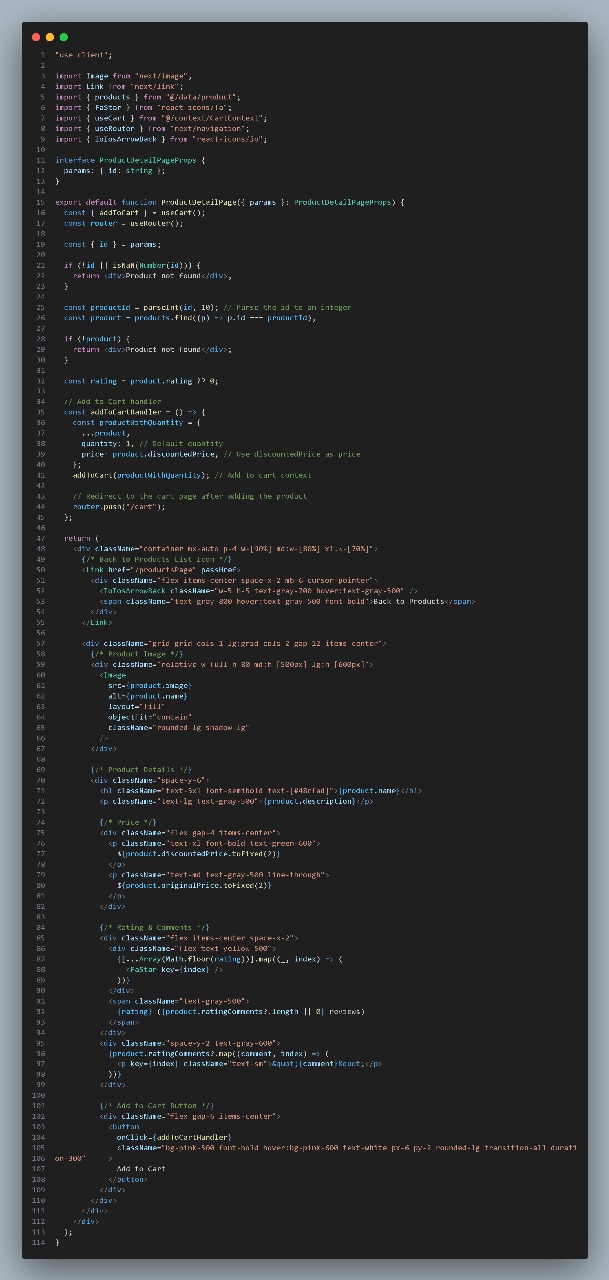 1 "use client";
2
3 import Image from "next/image";
4 import Link from "next/link";
5 import { products } from "@/data/product";
6 import { FaStar } from "react-icons/fa";
7 import { useCart } from "@/context/CartContext";
8 import { useRouter } from "next/navigation";
9 import { IoIosArrowBack } from "react-icons/io";
10
11 interface ProductDetailPageProps {
12   params: { id: string };
13 }
14
15 export default function ProductDetailPage({ params }: ProductDetailPageProps) {
16   const { addToCart } = useCart();
17   const router = useRouter();
18
19   const { id } = params;
20
21   if (!id || isNaN(Number(id))) {
22     return <div>Product not found</div>;
23   }
24
25   const productId = parseInt(id, 10); // Parse the id to an integer
26   const product = products.find((p) => p.id === productId);
27
28   if (!product) {
29     return <div>Product not found</div>;
30   }
31
32   const rating = product.rating ?? 0;
33
34   // Add to Cart handler
35   const addToCartHandler = () => {
36     const productWithQuantity = {
37       ...product,
38       quantity: 1, // Default quantity
39       price: product.discountedPrice, // Use discountedPrice as price
40     };
41     addToCart(productWithQuantity); // Add to cart context
42
43     // Redirect to the cart page after adding the product
44     router.push("/cart");
45   };
46
47   return (
48     <div className="container mx-auto p-4 w-[90%] md:w-[80%] xl:w-[70%]">
49       {/* Back to Products List Icon */}
50       <Link href="/productsPage" passHref>
51         <div className="flex items-center space-x-2 mb-6 cursor-pointer">
52           <IoIosArrowBack className="w-5 h-5 text-gray-700 hover:text-gray-500" />
53           <span className="text-gray-800 hover:text-gray-500 font-bold">Back to Products</span>
54         </div>
55       </Link>
56
57       <div className="grid grid-cols-1 lg:grid-cols-2 gap-12 items-center">
58         {/* Product Image */}
59         <div className="relative w-full h-80 md:h-[500px] lg:h-[600px]">
60           <Image
61             src={product.image}
62             alt={product.name}
63             layout="fill"
64             objectFit="contain"
65             className="rounded-lg shadow-lg"
66           />
67         </div>
68
69         {/* Product Details */}
70         <div className="space-y-6">
71           <h1 className="text-3xl font-semibold text-[#48cfad]">{product.name}</h1>
72           <p className="text-lg text-gray-500">{product.description}</p>
73
74           {/* Price */}
75           <div className="flex gap-4 items-center">
76             <p className="text-xl font-bold text-green-600">
77               ${product.discountedPrice.toFixed(2)}
78             </p>
79             <p className="text-md text-gray-500 line-through">
80               ${product.originalPrice.toFixed(2)}
81             </p>
82           </div>
83
84           {/* Rating & Comments */}
85           <div className="flex items-center space-x-2">
86             <div className="flex text-yellow-500">
87               {[...Array(Math.floor(rating))].map((_, index) => (
88                 <FaStar key={index} />
89               ))}
90             </div>
91             <span className="text-gray-500">
92               {rating} ({product.ratingComments?.length || 0} reviews)
93             </span>
94           </div>
95           <div className="space-y-2 text-gray-600">
96             {product.ratingComments?.map((comment, index) => (
97               <p key={index} className="text-sm">&quot;{comment}&quot;</p>
98             ))}
99           </div>
100
101           {/* Add to Cart Button */}
102           <div className="flex gap-6 items-center">
103             <button
104               onClick={addToCartHandler}
105               className="bg-pink-500 font-bold hover:bg-pink-600 text-white px-6 py-2 rounded-lg transition-all durati
106 on-300"     >
107               Add to Cart
108             </button>
109           </div>
110         </div>
111       </div>
112     </div>
113   );
114 }